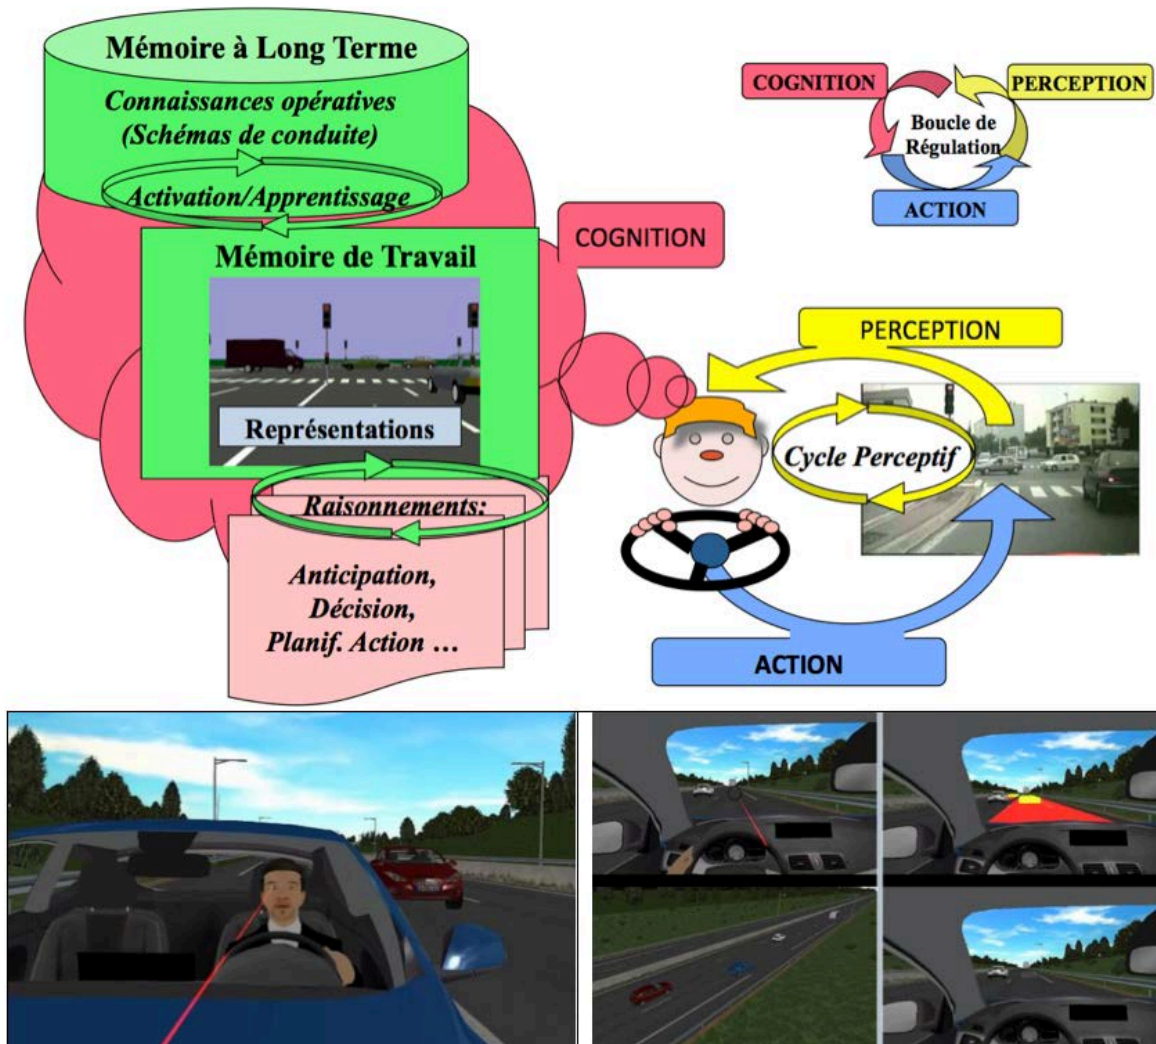 Mémoire à Long Terme
Connaissances opératives
(Schémas de conduite)
Activation/Apprentissage
Mémoire de Travail
Représentations
Raisonnements:
Anticipation,
Décision,
Planif. Action ...
COGNITION
COGNITION
PERCEPTION
Boucle de
Régulation
ACTION
PERCEPTION
Cycle Perceptif
ACTION